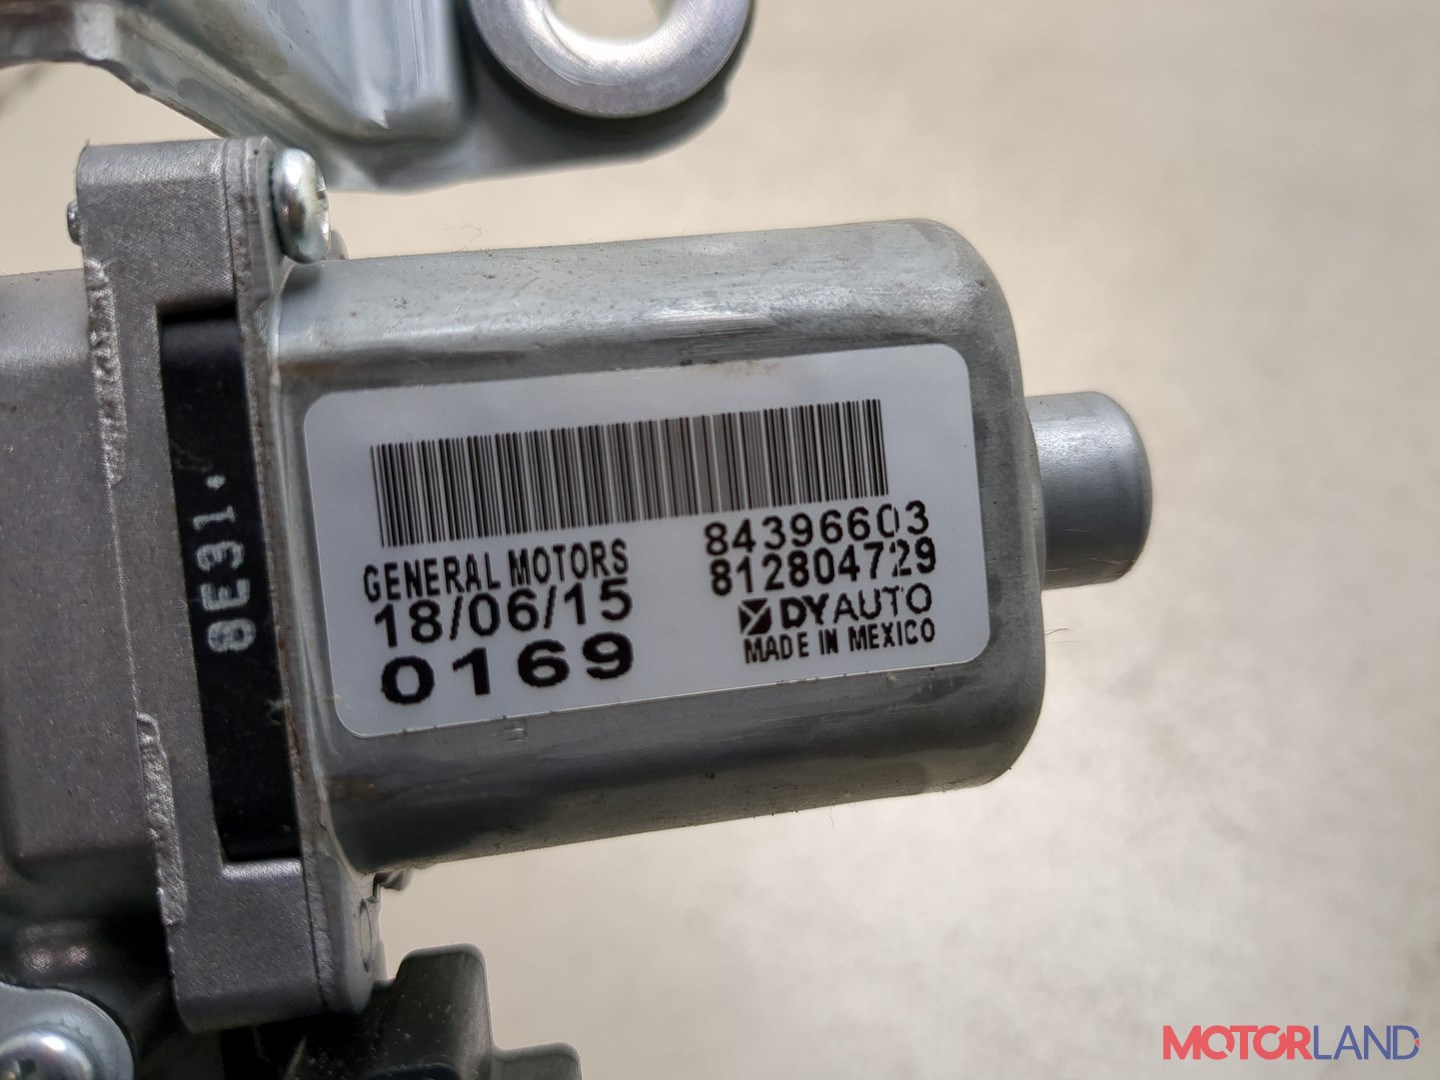 8E31.
GENERAL MOTORS
18/06/15
0169
84396603
812804729
DYAUTO
MADE IN MEXICO
MOTORLAND